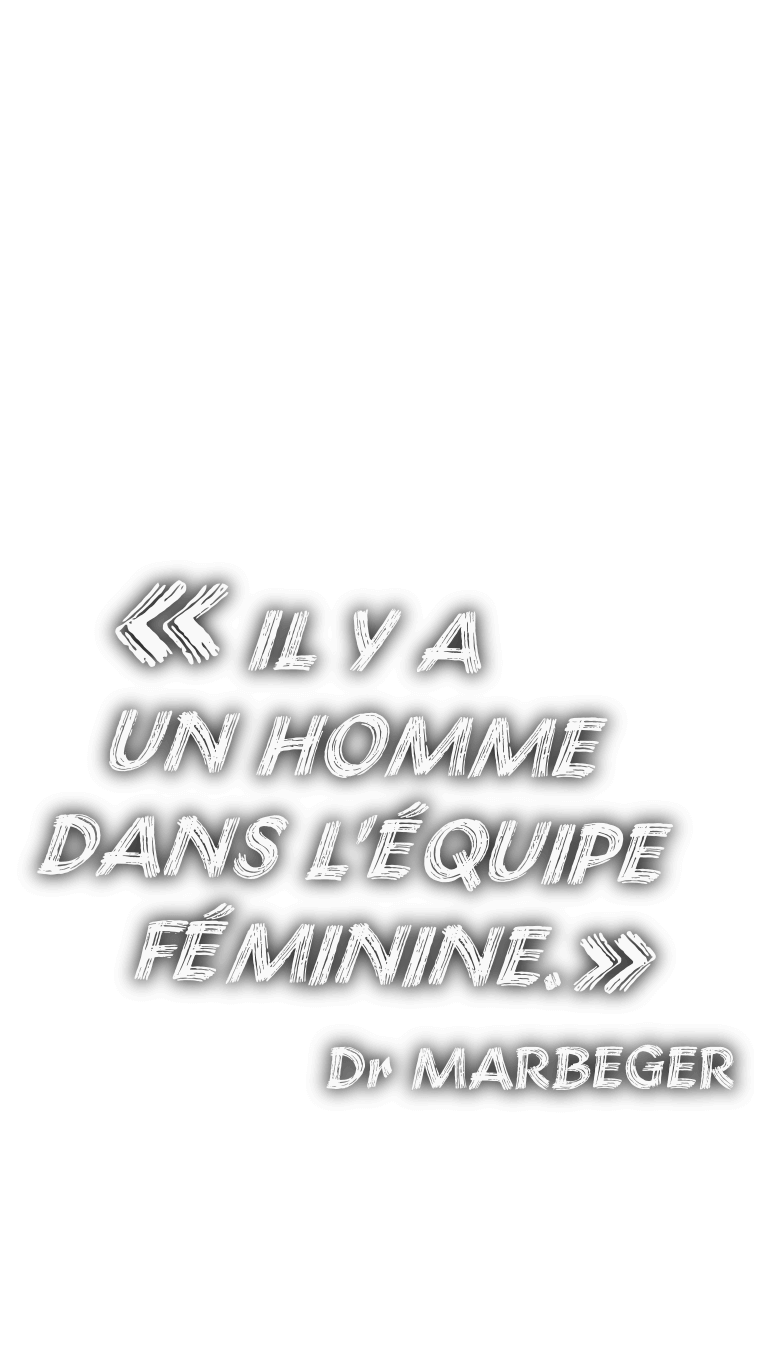 « IL Y A
UN HOMME
DANS L'ÉQUIPE
FÉMININE. »
Dr MARBEGER